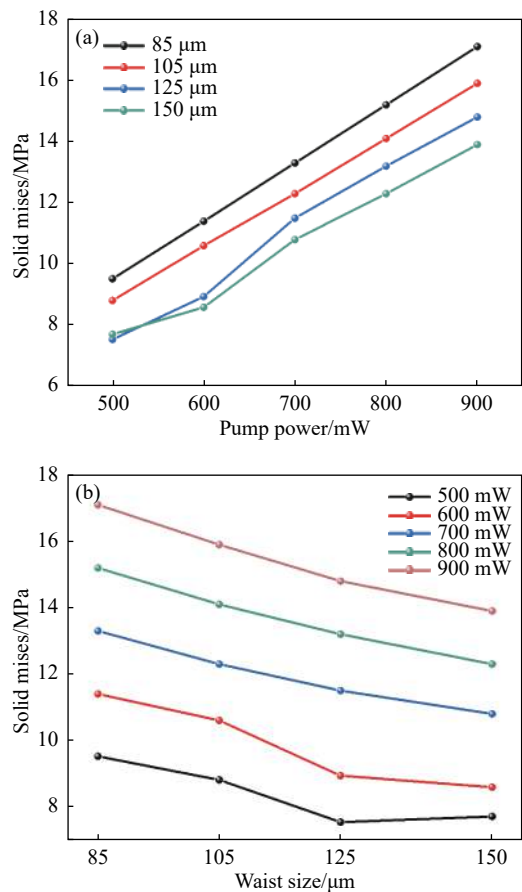 (a)
85 μm
105 μm
125 μm
150 μm
18
16
14
12
10
8
6
Solid mises/MPa
500 600 700 800 900
Pump power/mW
(b)
500 mW
600 mW
700 mW
800 mW
900 mW
18
16
14
12
10
8
Solid mises/MPa
85 105 125 150
Waist size/μm